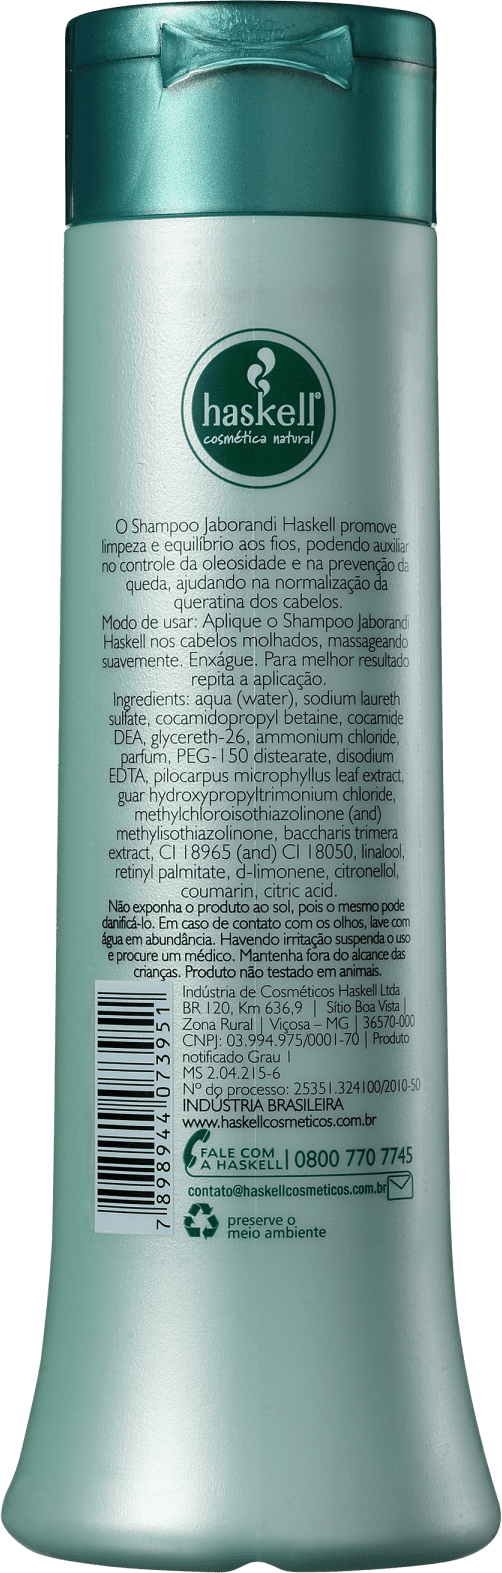 haskell®
cosmética natural
O Shampoo Jaborandi Haskell promove
limpeza e equilíbrio aos fios, podendo auxiliar
no controle da oleosidade e na prevenção da
queda, ajudando na normalização da
queratina dos cabelos.
Modo de usar: Aplique o Shampoo Jaborandi
Haskell nos cabelos molhados, massageando
suavemente. Enxágue. Para melhor resultado
repita a aplicação.
Ingredients: aqua (water), sodium laureth
sulfate, cocamidopropyl betaine, cocamide
DEA, glycereth-26, ammonium chloride,
parfum, PEG-150 distearate, disodium
EDTA, pilocarpus microphyllus leaf extract,
guar hydroxypropyltrimonium chloride,
methylchloroisothiazolinone (and)
methylisothiazolinone, baccharis trimera
extract, CI 18965 (and) CI 18050, linalool,
retinyl palmitate, d-limonene, citronellol,
coumarin, citric acid.
Não exponha o produto ao sol, pois o mesmo pode
danificá-lo. Em caso de contato com os olhos, lave com
água em abundância. Havendo irritação suspenda o uso
e procure um médico. Mantenha fora do alcance das
crianças. Produto não testado em animais.
Indústria de Cosméticos Haskell Ltda
BR 120, Km 636,9 | Sítio Boa Vista |
Zona Rural | Viçosa – MG | 36570-000
CNPJ: 03.994.975/0001-70 | Produto
notificado Grau I
MS 2.04.215-6
Nº do processo: 25351.324100/2010-50
INDÚSTRIA BRASILEIRA
www.haskellcosmeticos.com.br
7 898944 073951
FALE COM
A HASKELL | 0800 770 7745
contato@haskellcosmeticos.com.br
preserve o
meio ambiente